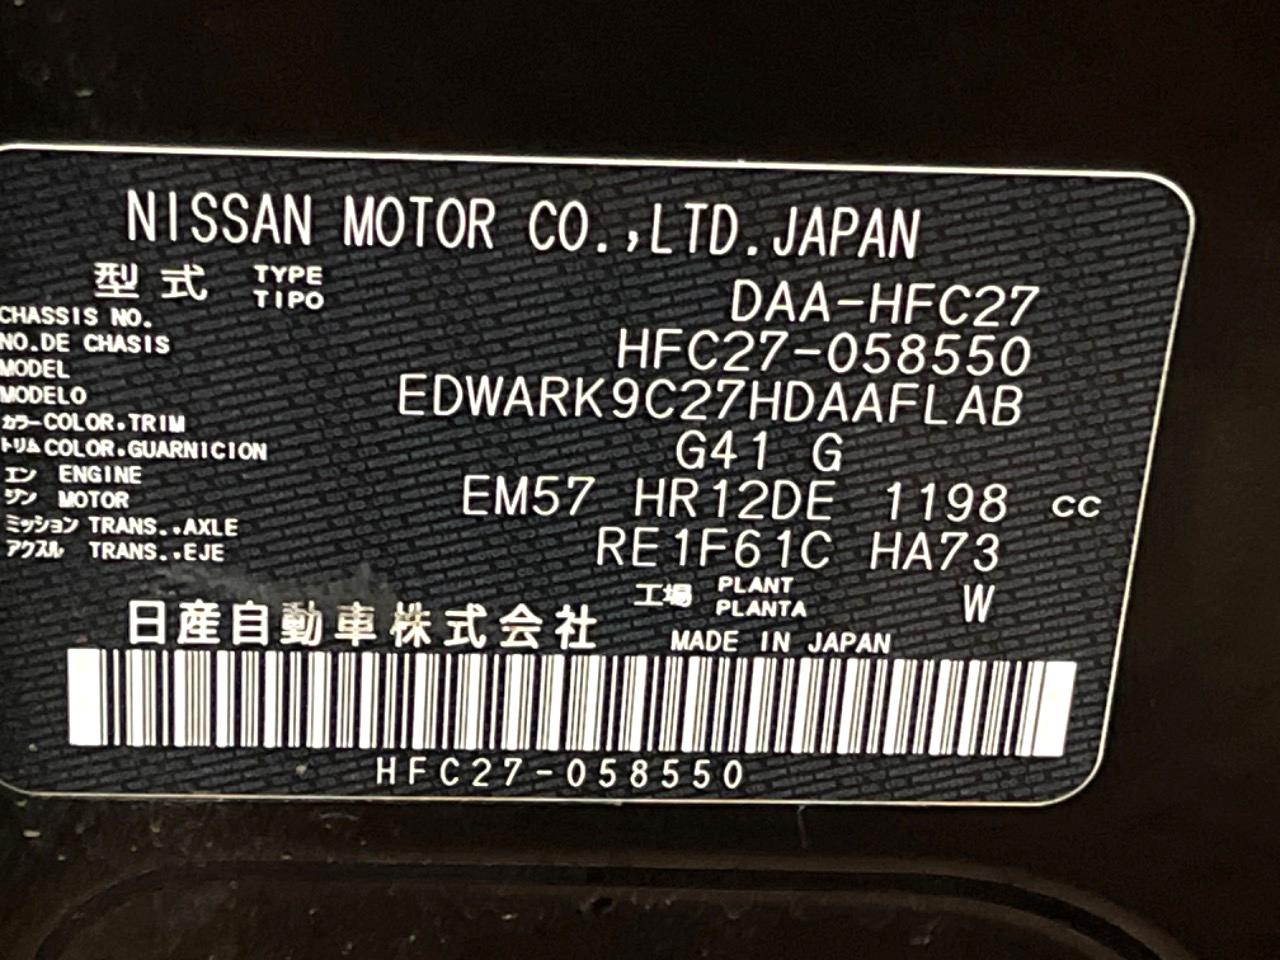 NISSAN MOTOR CO.,LTD.JAPAN
型式 TYPE TIPO DAA-HFC27
CHASSIS NO.
NO.DE CHASIS HFC27-058550
MODEL
MODELO EDWARK9C27HDAAFLAB
カラー COLOR.TRIM
トリム COLOR.GUARNICION G41 G
エン ENGINE
ジン MOTOR EM57 HR12DE 1198 cc
ミッション TRANS..AXLE
アクスル TRANS..EJE RE1F61C HA73
工場 PLANT PLANTA W
日産自動車株式会社 MADE IN JAPAN
HFC27-058550